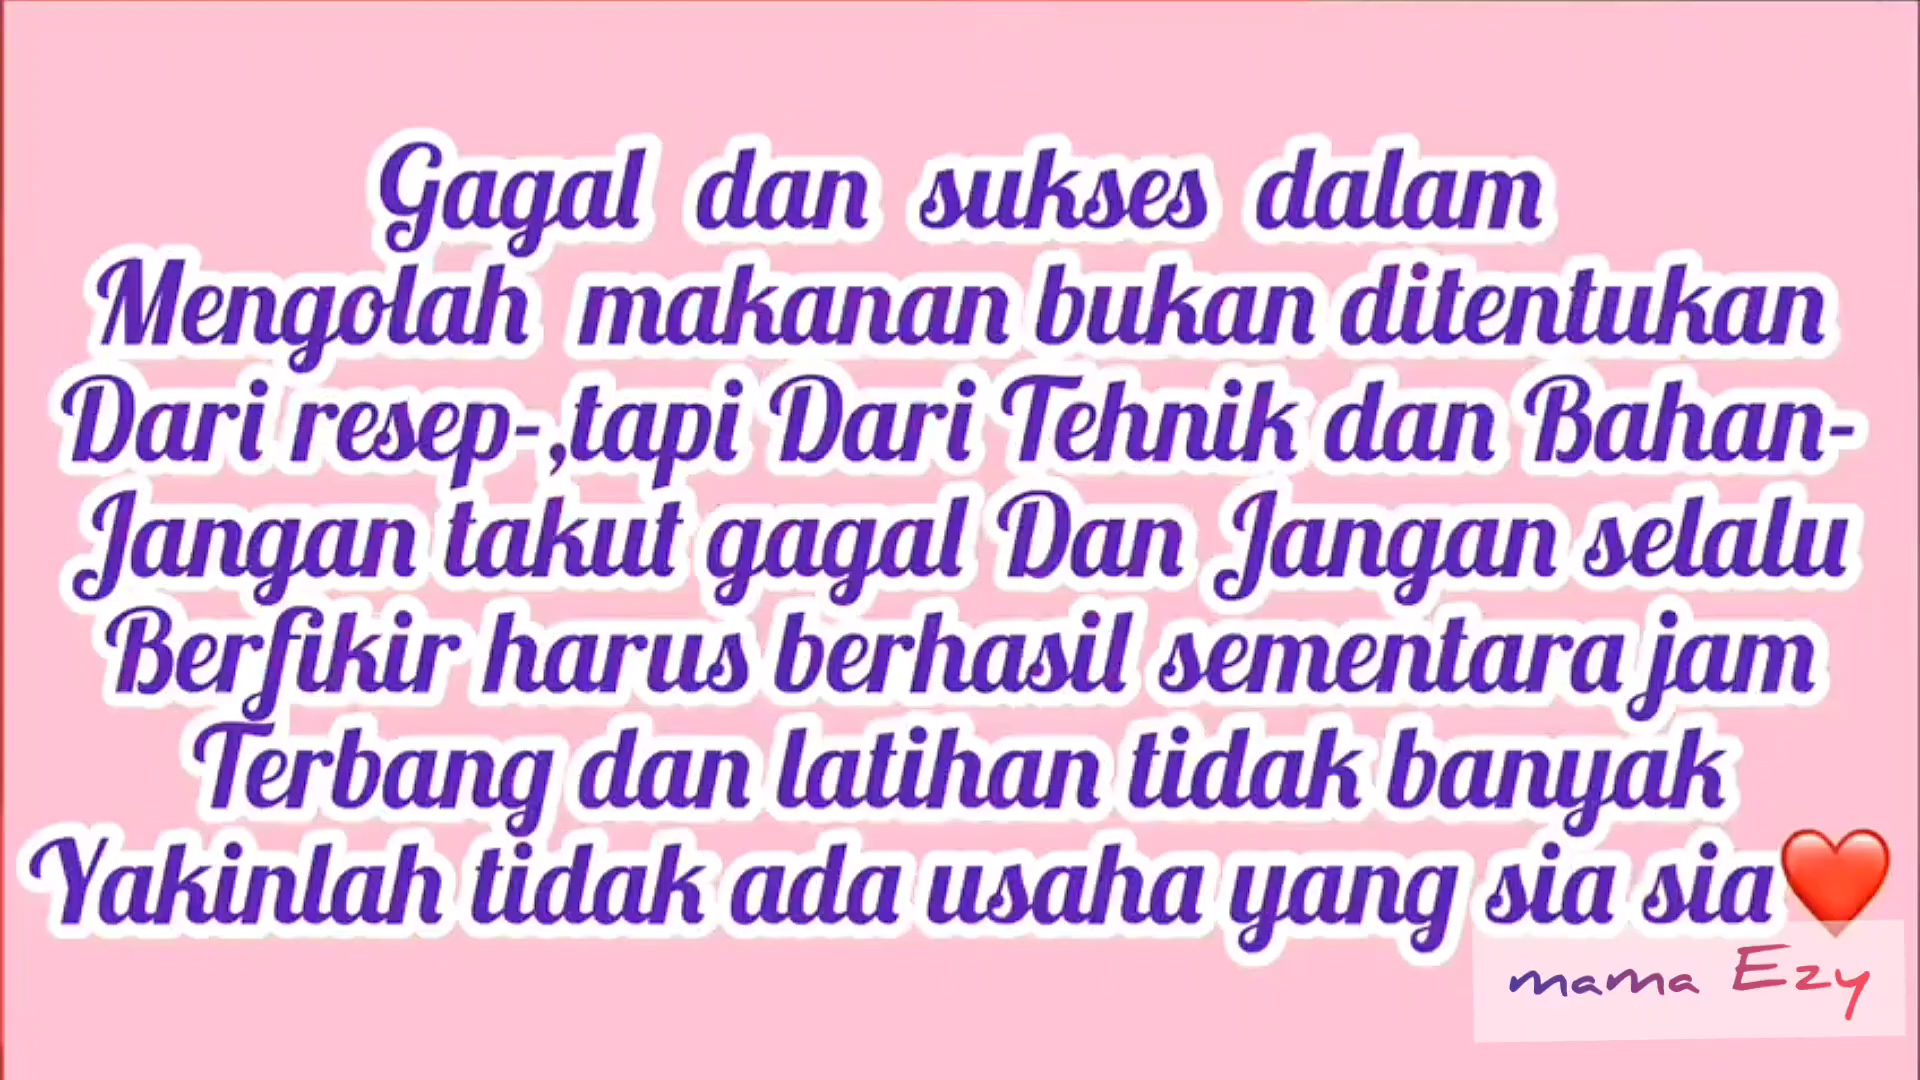 Gagal dan sukses dalam
Mengolah makanan bukan ditentukan
Dari resep-,tapi Dari Tehnik dan Bahan-
Jangan takut gagal Dan Jangan selalu
Berfikir harus berhasil sementara jam
Terbang dan latihan tidak banyak
Yakinlah tidak ada usaha yang sia sia❤️
mama Ezy